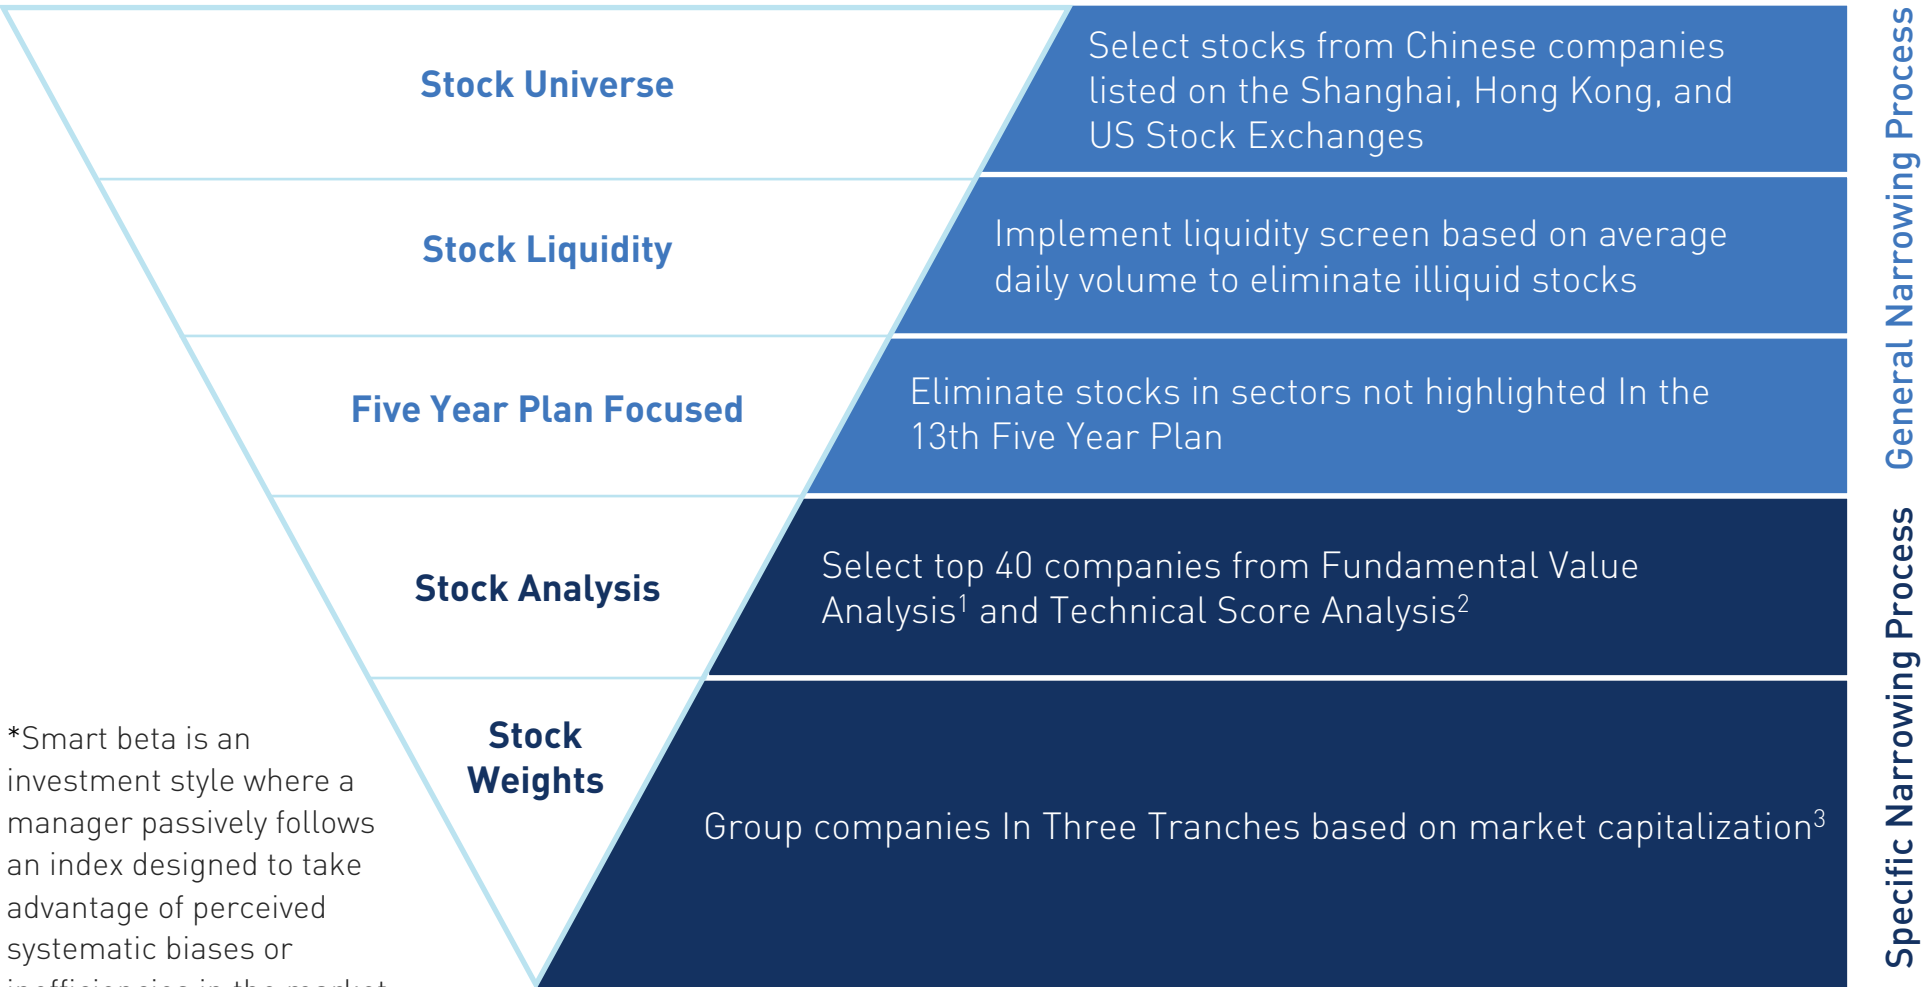 Stock Universe
Select stocks from Chinese companies
listed on the Shanghai, Hong Kong, and
US Stock Exchanges
Stock Liquidity
Implement liquidity screen based on average
daily volume to eliminate illiquid stocks
Five Year Plan Focused
Eliminate stocks in sectors not highlighted In the
13th Five Year Plan
General Narrowing Process
Stock Analysis
Select top 40 companies from Fundamental Value
Analysis¹ and Technical Score Analysis²
Stock
Weights
Group companies In Three Tranches based on market capitalization³
Specific Narrowing Process
*Smart beta is an
investment style where a
manager passively follows
an index designed to take
advantage of perceived
systematic biases or
inefficiencies in the market